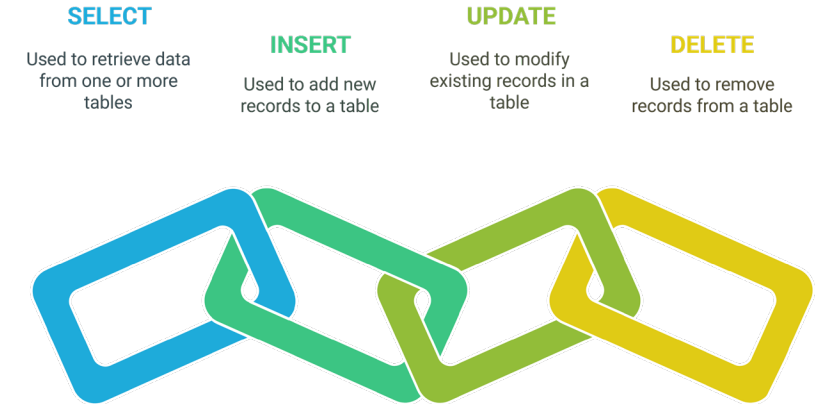 SELECT
Used to retrieve data
from one or more
tables
INSERT
Used to add new
records to a table
UPDATE
Used to modify
existing records in a
table
DELETE
Used to remove
records from a table